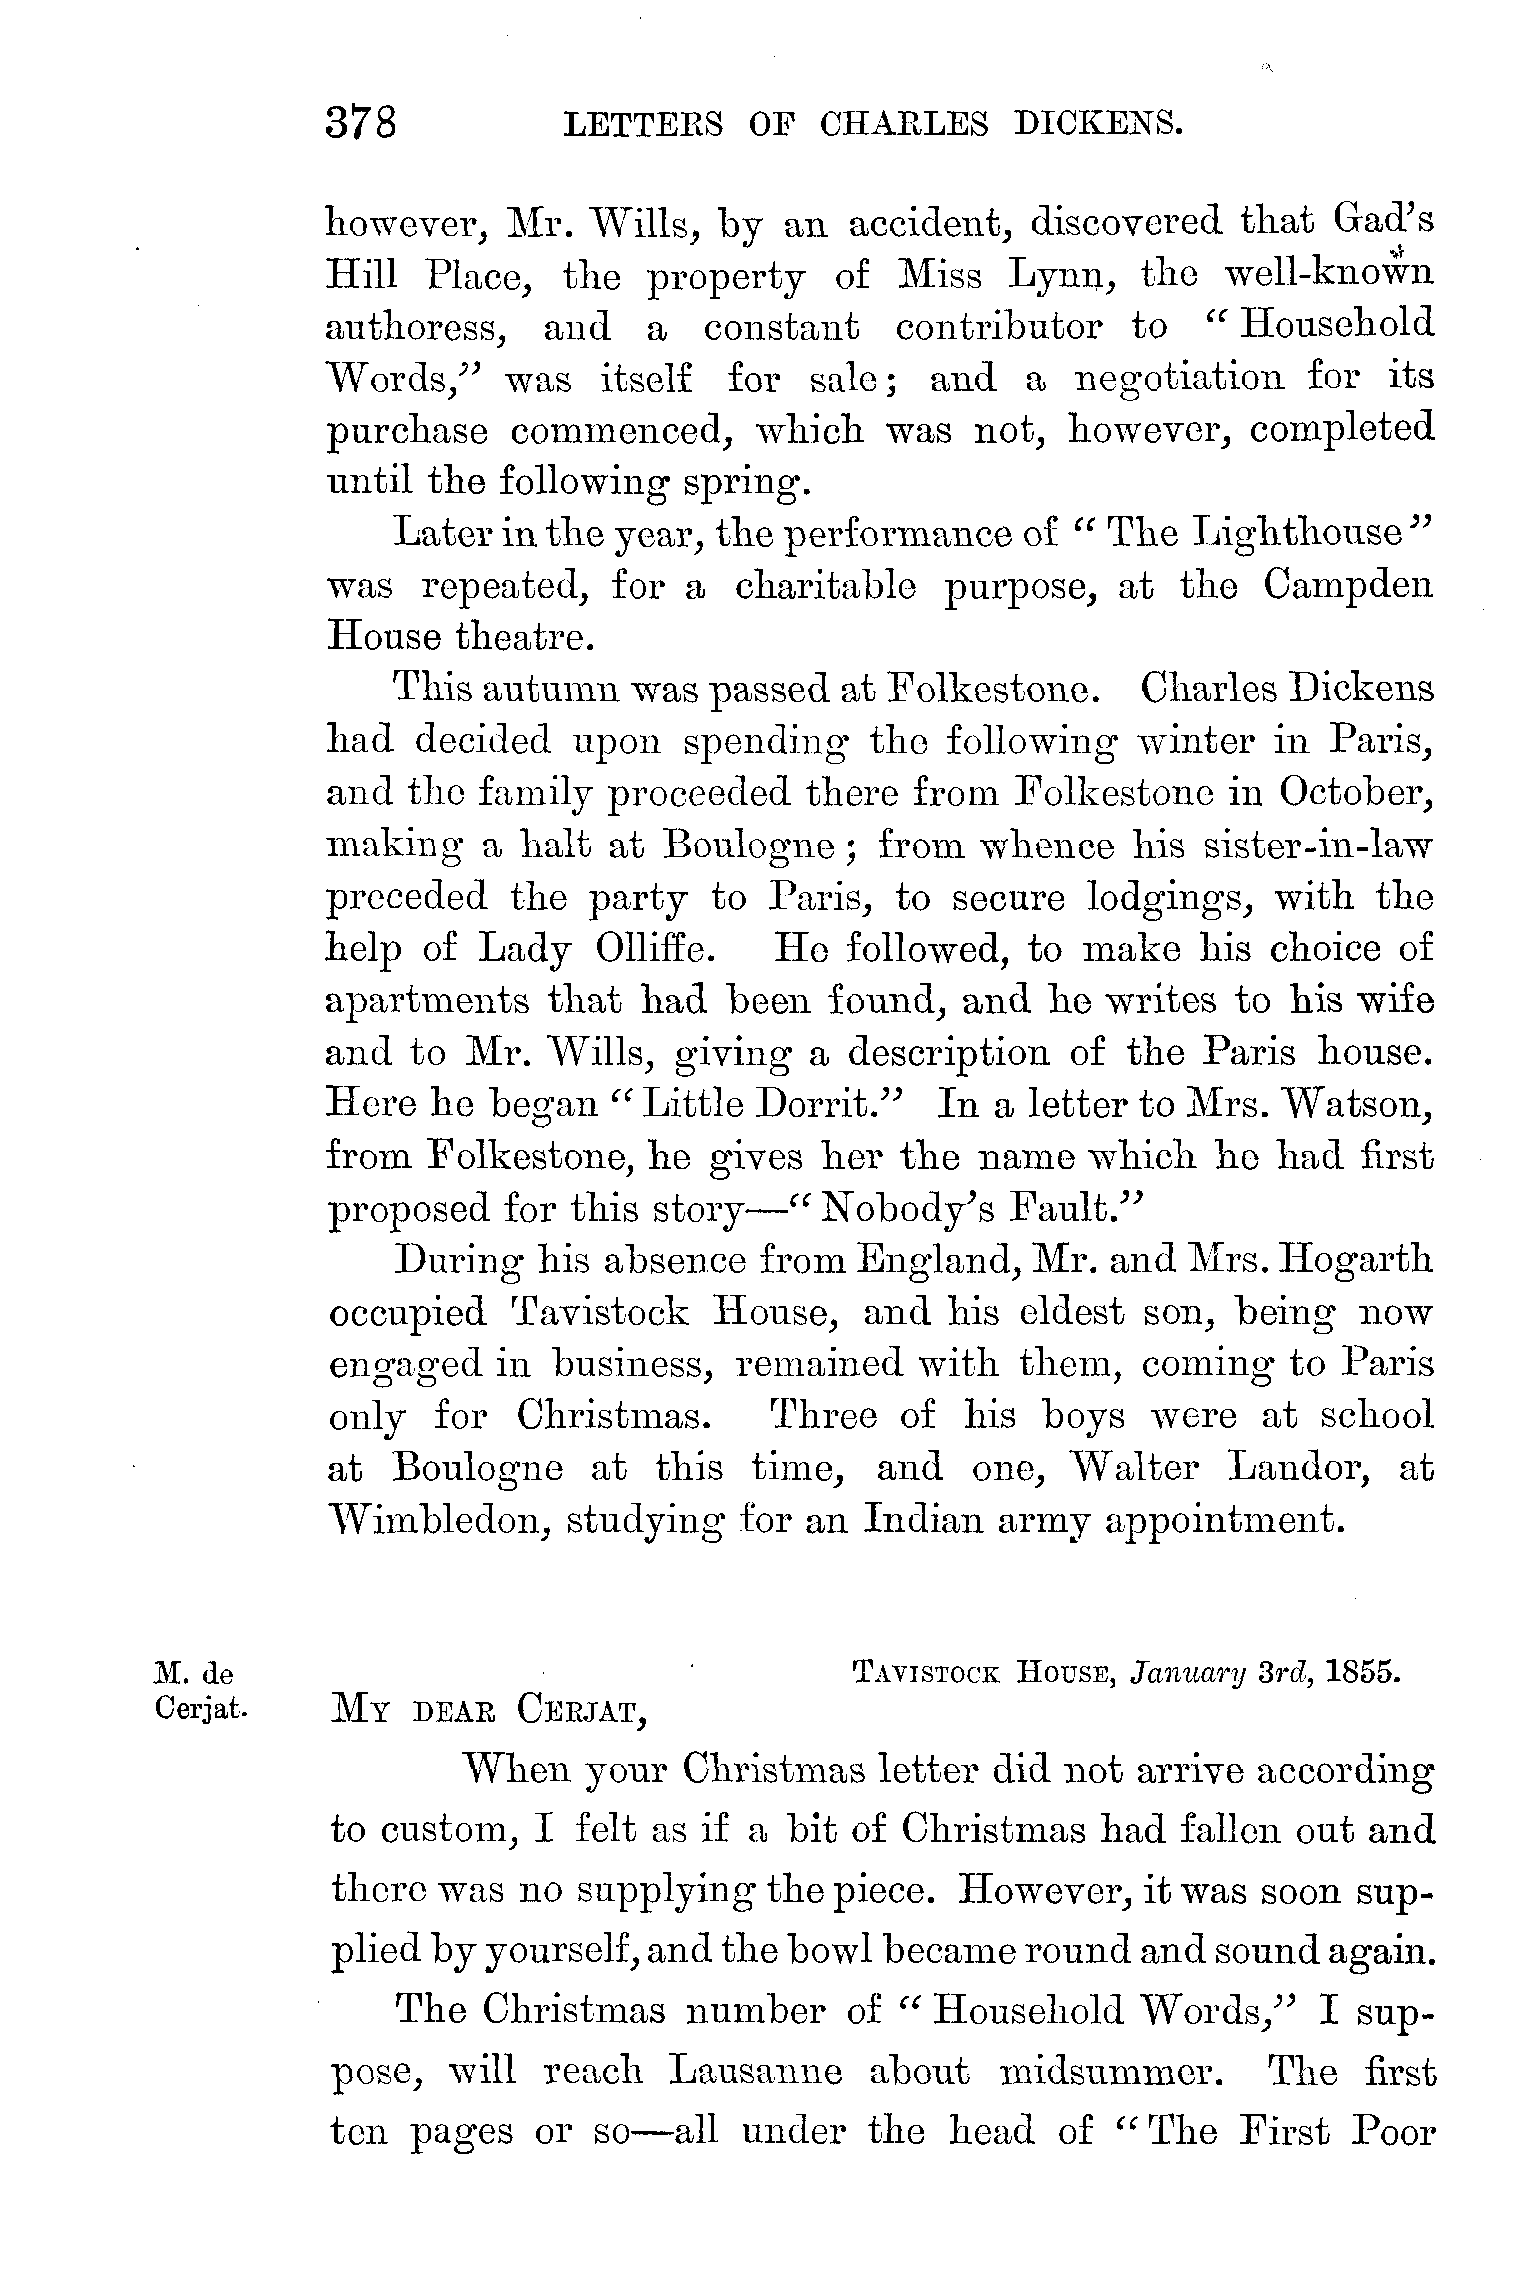 378 LETTERS OF CHARLES DICKENS.
however, Mr. Wills, by an accident, discovered that Gad's
Hill Place, the property of Miss Lynn, the well-known
authoress, and a constant contributor to “Household
Words,” was itself for sale; and a negotiation for its
purchase commenced, which was not, however, completed
until the following spring.
Later in the year, the performance of “The Lighthouse”
was repeated, for a charitable purpose, at the Campden
House theatre.
This autumn was passed at Folkestone. Charles Dickens
had decided upon spending the following winter in Paris,
and the family proceeded there from Folkestone in October,
making a halt at Boulogne; from whence his sister-in-law
preceded the party to Paris, to secure lodgings, with the
help of Lady Olliffe. He followed, to make his choice of
apartments that had been found, and he writes to his wife
and to Mr. Wills, giving a description of the Paris house.
Here he began “Little Dorrit.” In a letter to Mrs. Watson,
from Folkestone, he gives her the name which he had first
proposed for this story—“Nobody's Fault.”
During his absence from England, Mr. and Mrs. Hogarth
occupied Tavistock House, and his eldest son, being now
engaged in business, remained with them, coming to Paris
only for Christmas. Three of his boys were at school
at Boulogne at this time, and one, Walter Landor, at
Wimbledon, studying for an Indian army appointment.
M. de
Cerjat.
TAVISTOCK HOUSE, January 3rd, 1855.
MY DEAR CERJAT,
When your Christmas letter did not arrive according
to custom, I felt as if a bit of Christmas had fallen out and
there was no supplying the piece. However, it was soon sup-
plied by yourself, and the bowl became round and sound again.
The Christmas number of “Household Words,” I sup-
pose, will reach Lausanne about midsummer. The first
ten pages or so—all under the head of “The First Poor